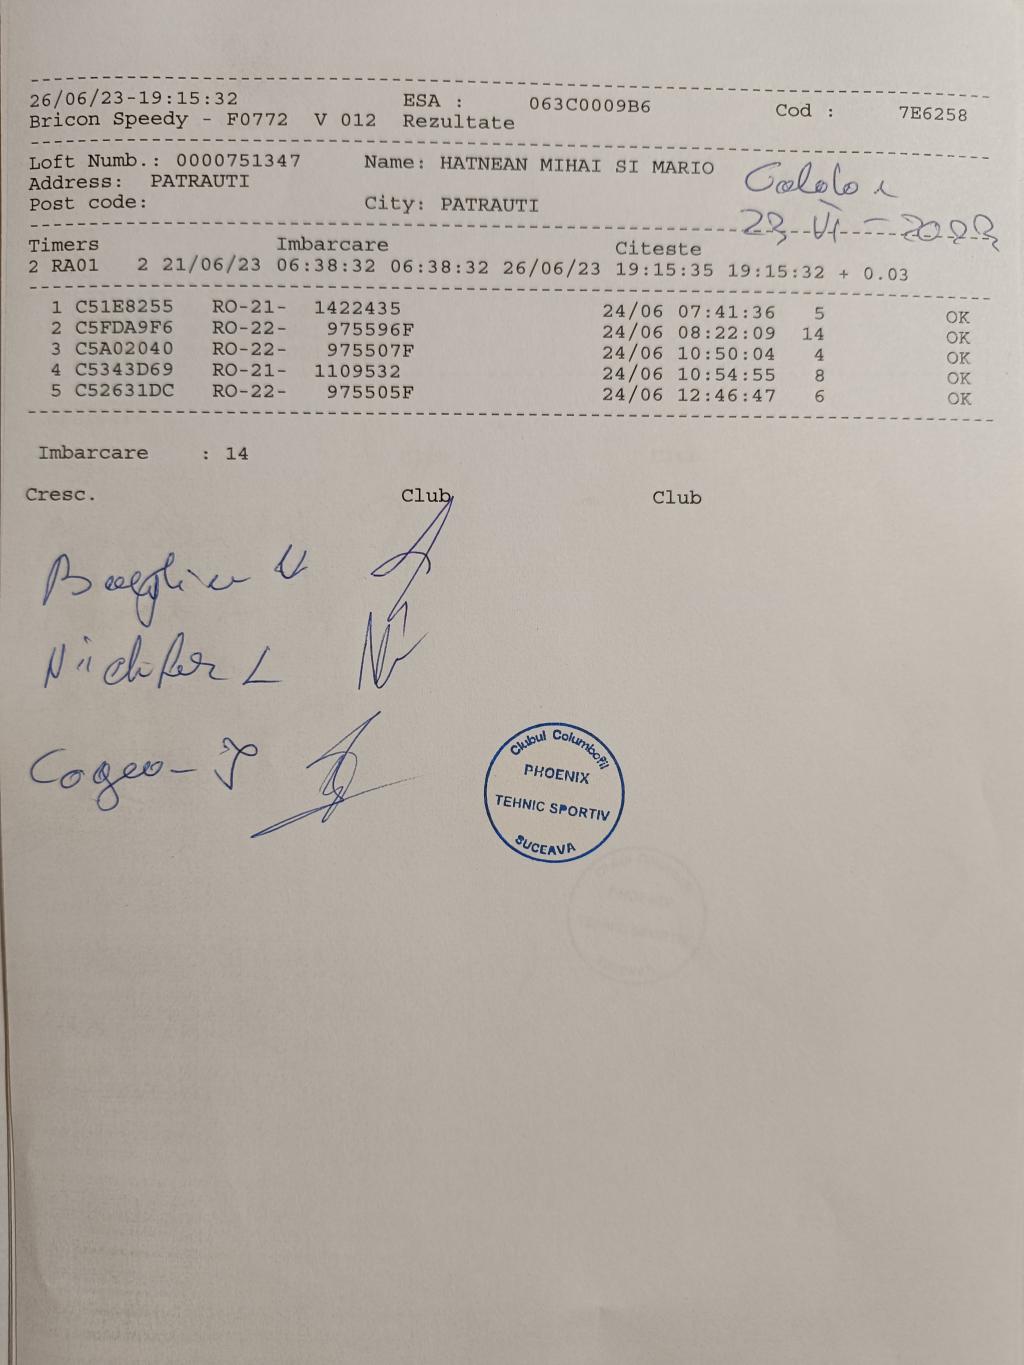 26/06/23-19:15:32 ESA : 063C0009B6 Cod : 7E6258
Bricon Speedy - F0772 V 012 Rezultate
Loft Numb.: 0000751347 Name: HATNEAN MIHAI SI MARIO
Address: PATRAUTI
Post code: City: PATRAUTI
Timers Imbarcare Citeste
2 RA01 2 21/06/23 06:38:32 06:38:32 26/06/23 19:15:35 19:15:32 + 0.03
1 C51E8255 RO-21- 1422435 24/06 07:41:36 5 OK
2 C5FDA9F6 RO-22- 975596F 24/06 08:22:09 14 OK
3 C5A02040 RO-22- 975507F 24/06 10:50:04 4 OK
4 C5343D69 RO-21- 1109532 24/06 10:54:55 8 OK
5 C52631DC RO-22- 975505F 24/06 12:46:47 6 OK
Imbarcare : 14
Cresc. Club Club
Clubul Columbofil
PHOENIX
TEHNIC SPORTIV
SUCEAVA